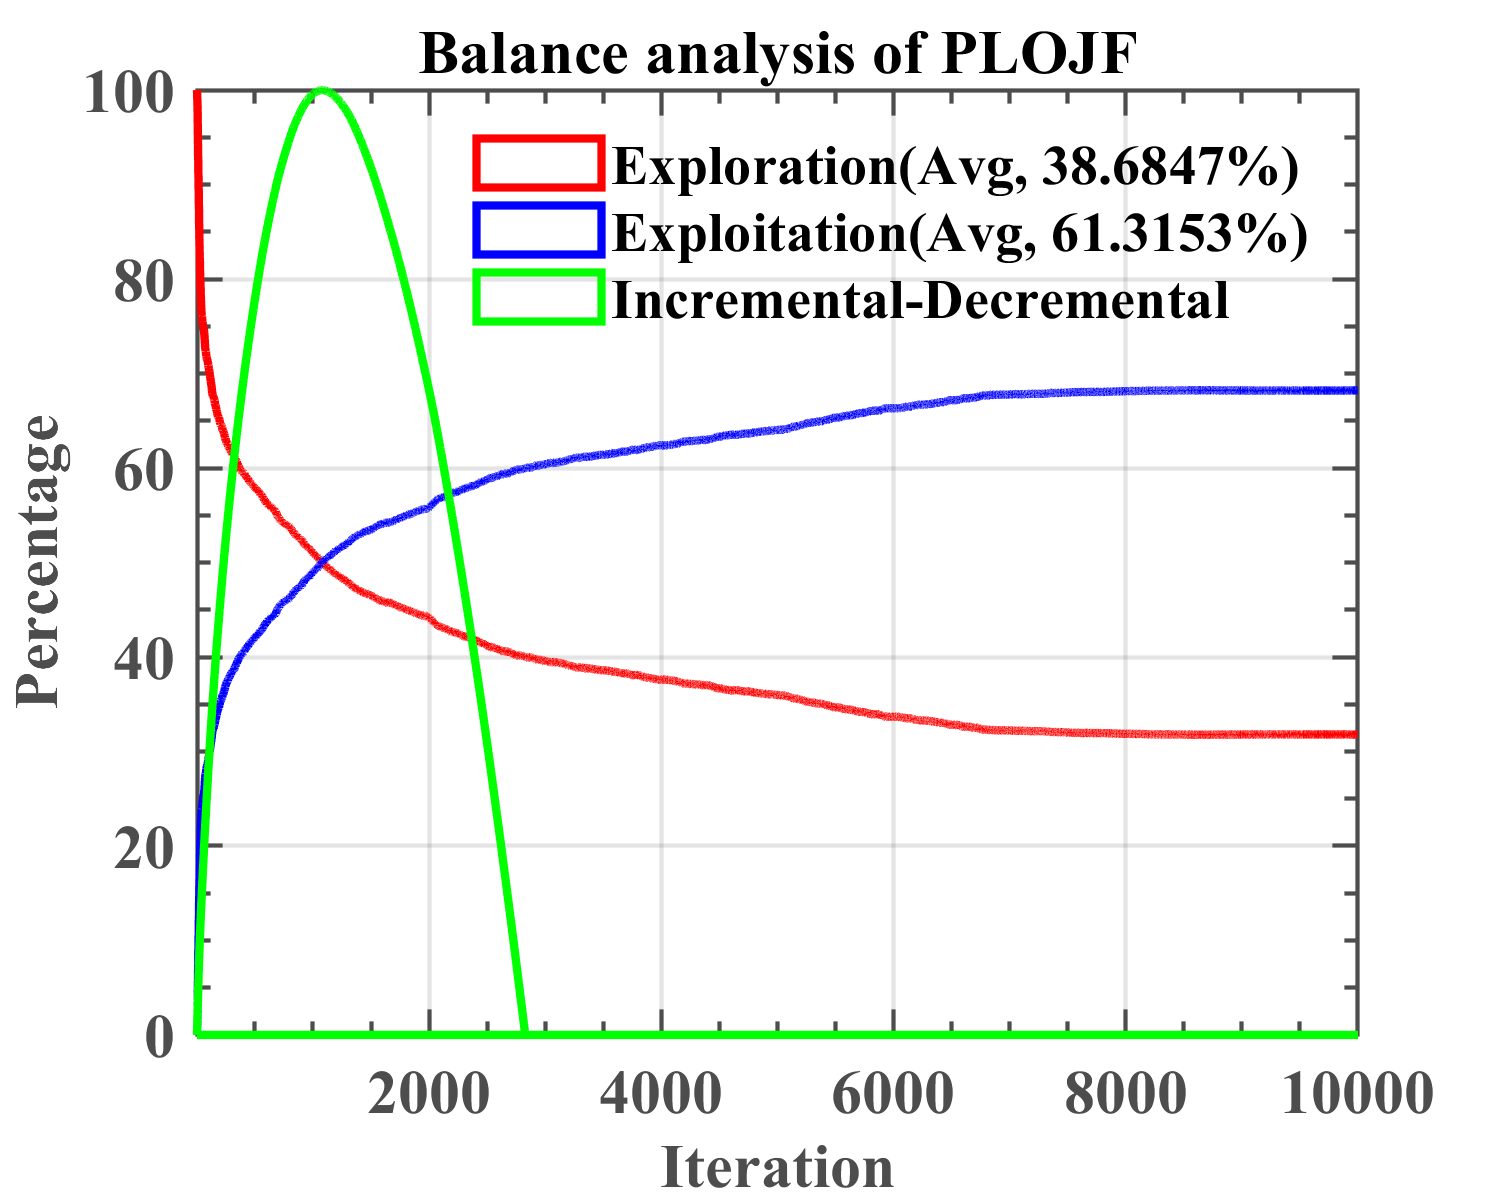 Balance analysis of PLOJF
100
80
60
40
20
0
Percentage
Exploration(Avg, 38.6847%)
Exploitation(Avg, 61.3153%)
Incremental-Decremental
2000 4000 6000 8000 10000
Iteration